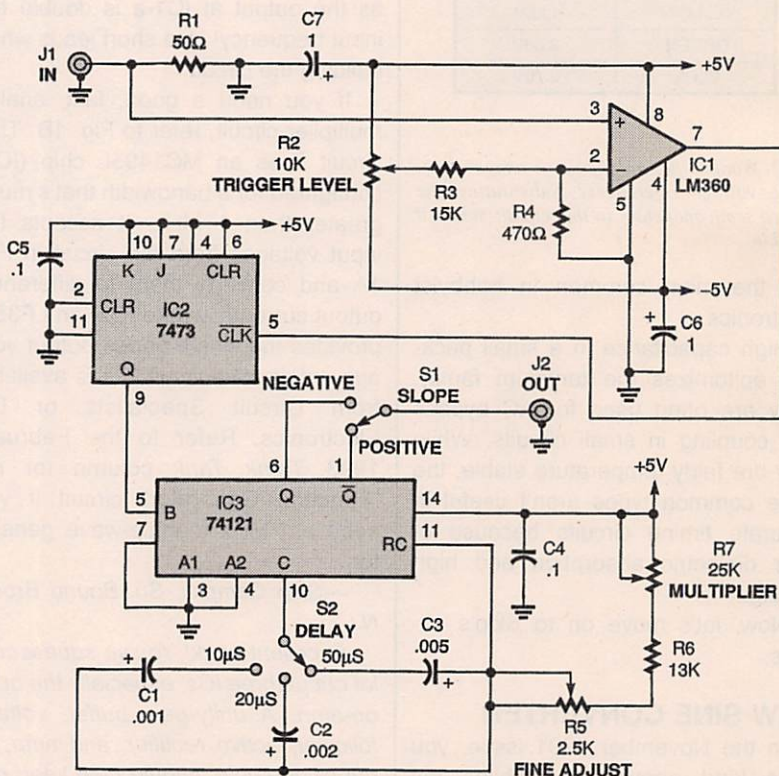 R1
50Ω
C7
1
+
J1
IN
+5V
3
8
+
7
2
−
4
5
IC1
LM360
R2
10K
TRIGGER LEVEL
R3
15K
R4
470Ω
C5
.1
+5V
10 7 4 6
K J CLR
2
11
CLR
IC2
7473
CLK
5
Q
9
-5V
+
C6
1
NEGATIVE
S1
SLOPE
POSITIVE
J2
OUT
6
1
Q
Q
5
B
7
IC3
74121
14
11
RC
A1 A2 C
3 4 10
+5V
C4
.1
R7
25K
MULTIPLIER
R6
13K
S2
DELAY
10μS
50μS
20μS
+
C1
.001
C2
.002
C3
.005
+
R5
2.5K
FINE ADJUST